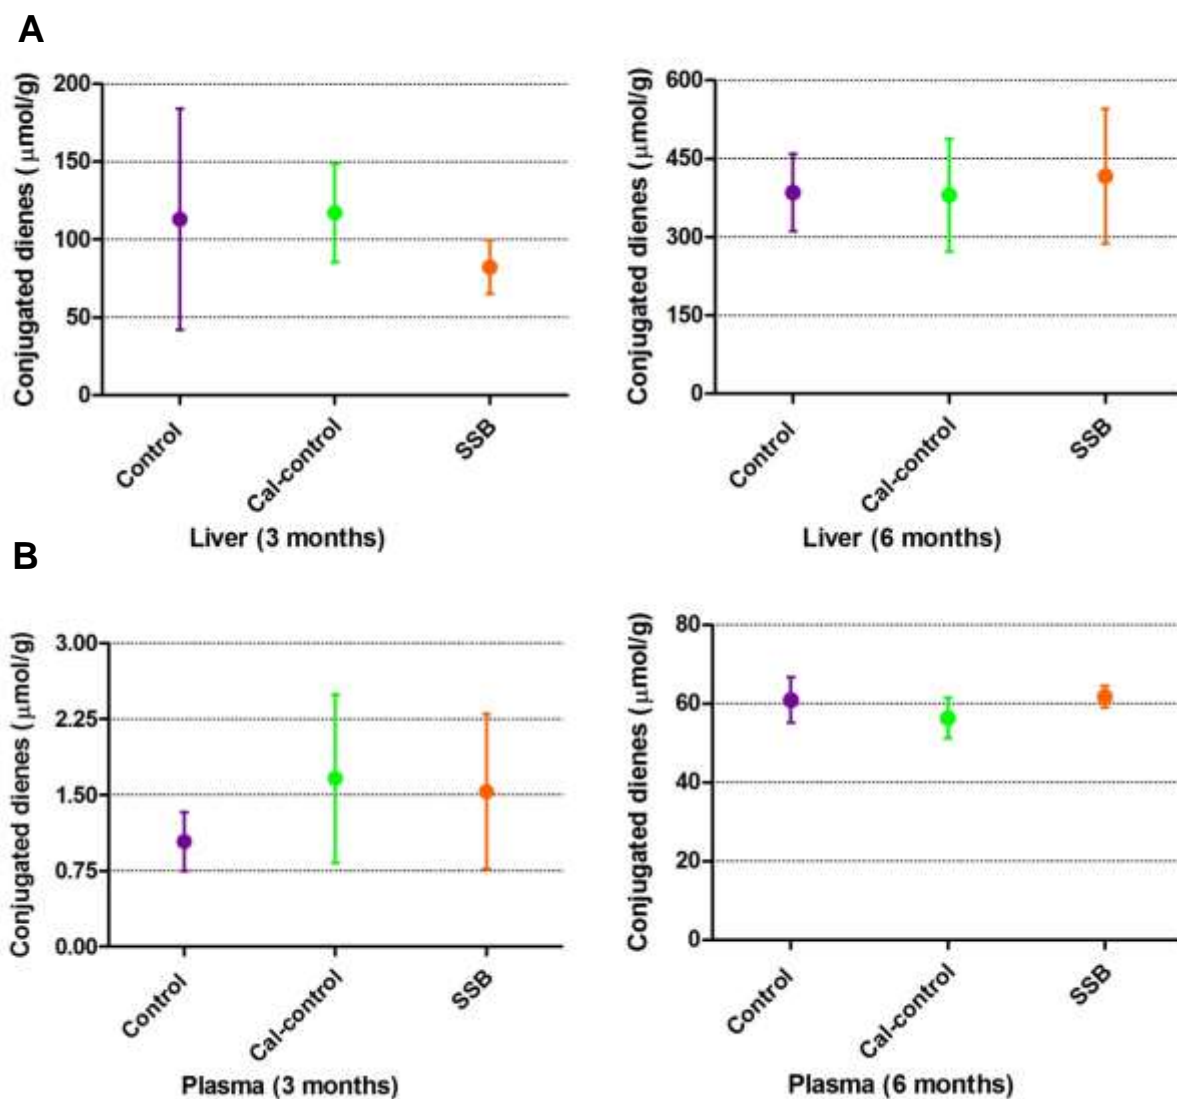 A
Conjugated dienes ( μmol/g)
200
150
100
50
0
Control
Cal-control
SSB
Liver (3 months)
Conjugated dienes ( μmol/g)
600
450
300
150
0
Control
Cal-control
SSB
Liver (6 months)
B
Conjugated dienes ( μmol/g)
3.00
2.25
1.50
0.75
0.00
Control
Cal-control
SSB
Plasma (3 months)
Conjugated dienes ( μmol/g)
80
60
40
20
0
Control
Cal-control
SSB
Plasma (6 months)